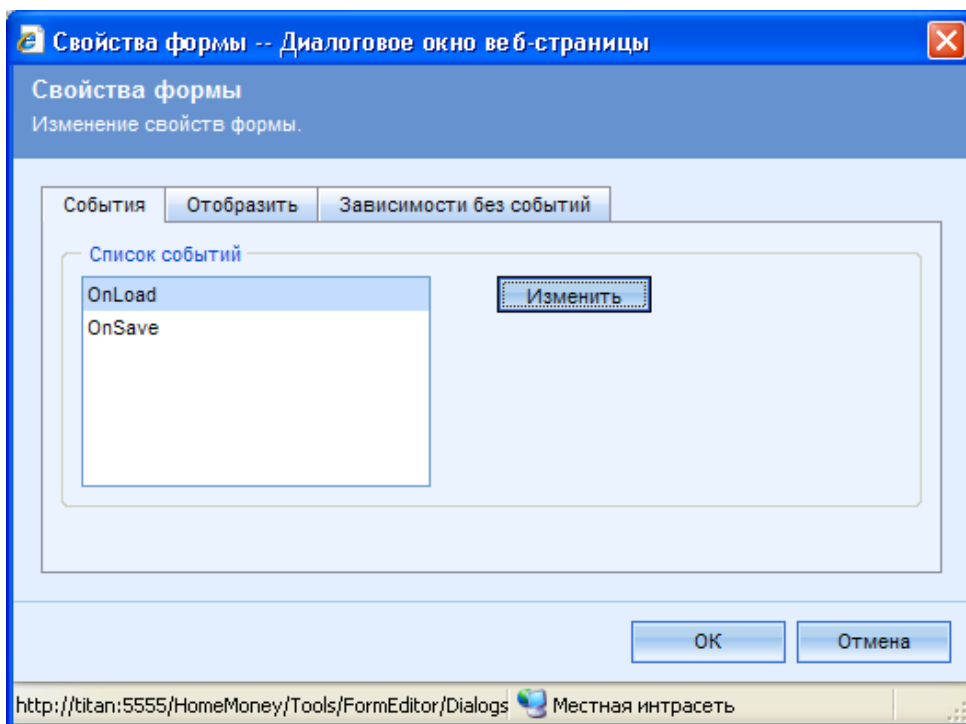 Свойства формы -- Диалоговое окно веб-страницы
Свойства формы
Изменение свойств формы.
События Отобразить Зависимости без событий
Список событий
OnLoad Изменить
OnSave
ОК Отмена
http://titan:5555/HomeMoney/Tools/FormEditor/Dialogs Местная интрасеть